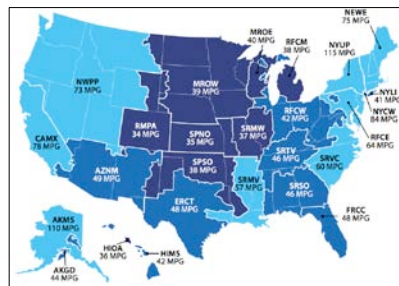 NEWE
75 MPG
MROE
40 MPG
RFCM
38 MPG
NYUP
115 MPG
NWPP
73 MPG
MROW
39 MPG
NYLI
41 MPG
NYCW
84 MPG
RFCW
42 MPG
RFCE
64 MPG
RMPA
34 MPG
SPNO
35 MPG
SRMW
37 MPG
CAMX
78 MPG
SRTV
46 MPG
SRVC
60 MPG
AZNM
49 MPG
SPSO
38 MPG
SRMV
57 MPG
SRSO
46 MPG
ERCT
48 MPG
FRCC
48 MPG
AKMS
110 MPG
HIOA
36 MPG
HIMS
42 MPG
AKGD
44 MPG